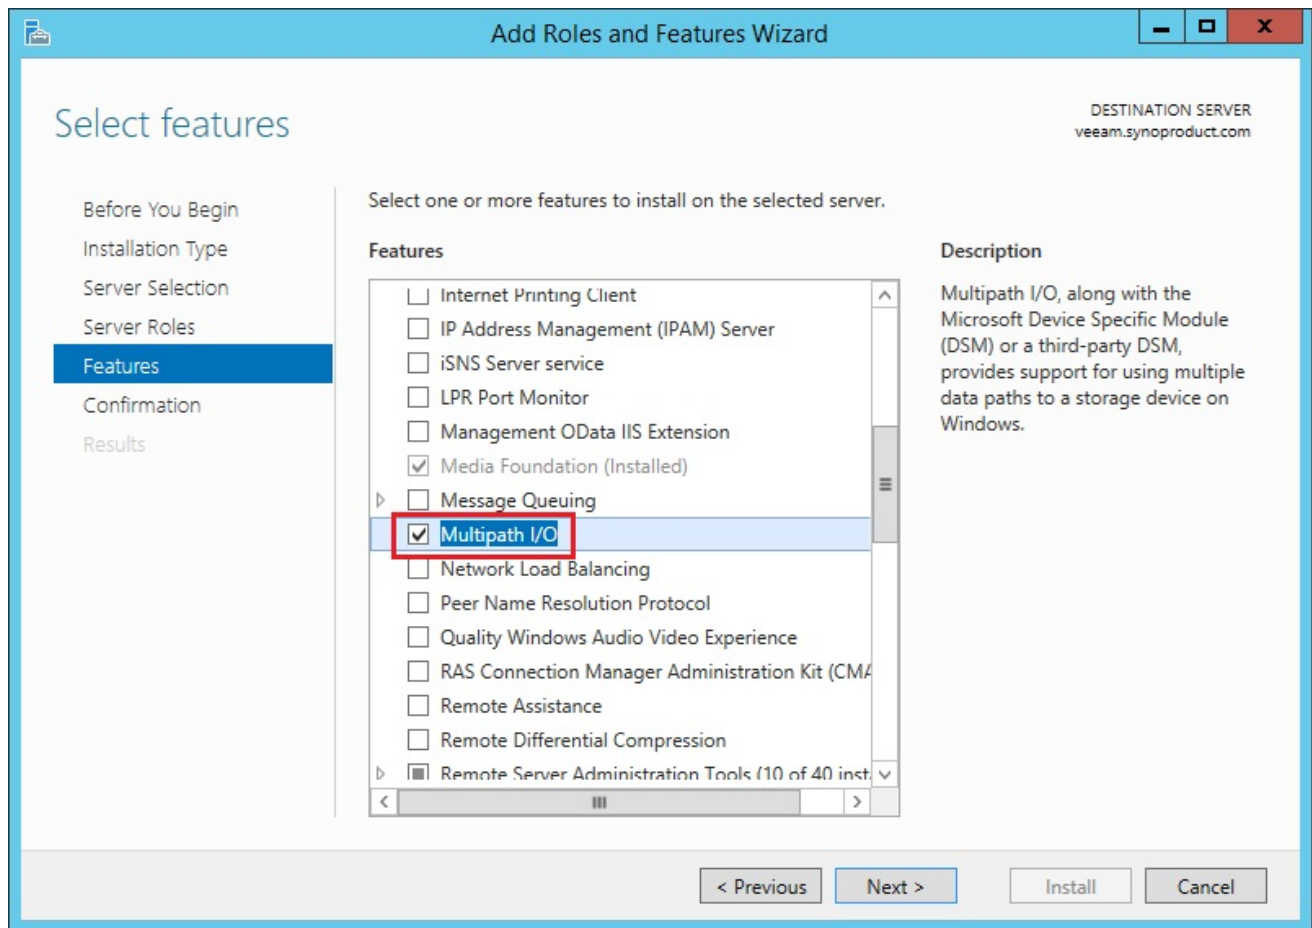 Add Roles and Features Wizard
Select features
DESTINATION SERVER
veeam.synoproduct.com
Before You Begin
Installation Type
Server Selection
Server Roles
Features
Confirmation
Results
Select one or more features to install on the selected server.
Features
Internet Printing Client
IP Address Management (IPAM) Server
iSNS Server service
LPR Port Monitor
Management OData IIS Extension
Media Foundation (Installed)
Message Queuing
Multipath I/O
Network Load Balancing
Peer Name Resolution Protocol
Quality Windows Audio Video Experience
RAS Connection Manager Administration Kit (CMA
Remote Assistance
Remote Differential Compression
Remote Server Administration Tools (10 of 40 inst
Description
Multipath I/O, along with the
Microsoft Device Specific Module
(DSM) or a third-party DSM,
provides support for using multiple
data paths to a storage device on
Windows.
< Previous
Next >
Install
Cancel